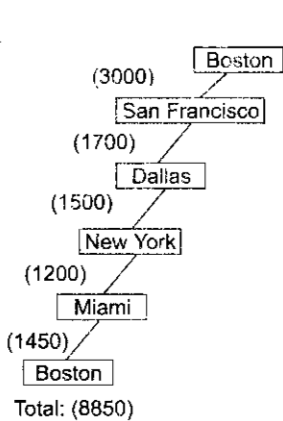 Boston
(3000)
San Francisco
(1700)
Dallas
(1500)
New York
(1200)
Miami
(1450)
Boston
Total: (8850)